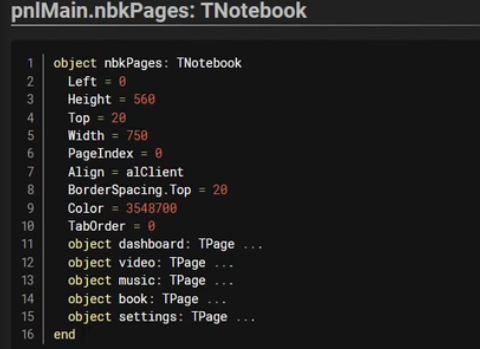 pnlMain.nbkPages: TNotebook
1 object nbkPages: TNotebook
2 Left = 0
3 Height = 560
4 Top = 20
5 Width = 750
6 PageIndex = 0
7 Align = alClient
8 BorderSpacing.Top = 20
9 Color = 3548700
10 TabOrder = 0
11 object dashboard: TPage ...
12 object video: TPage ...
13 object music: TPage ...
14 object book: TPage ...
15 object settings: TPage ...
16 end